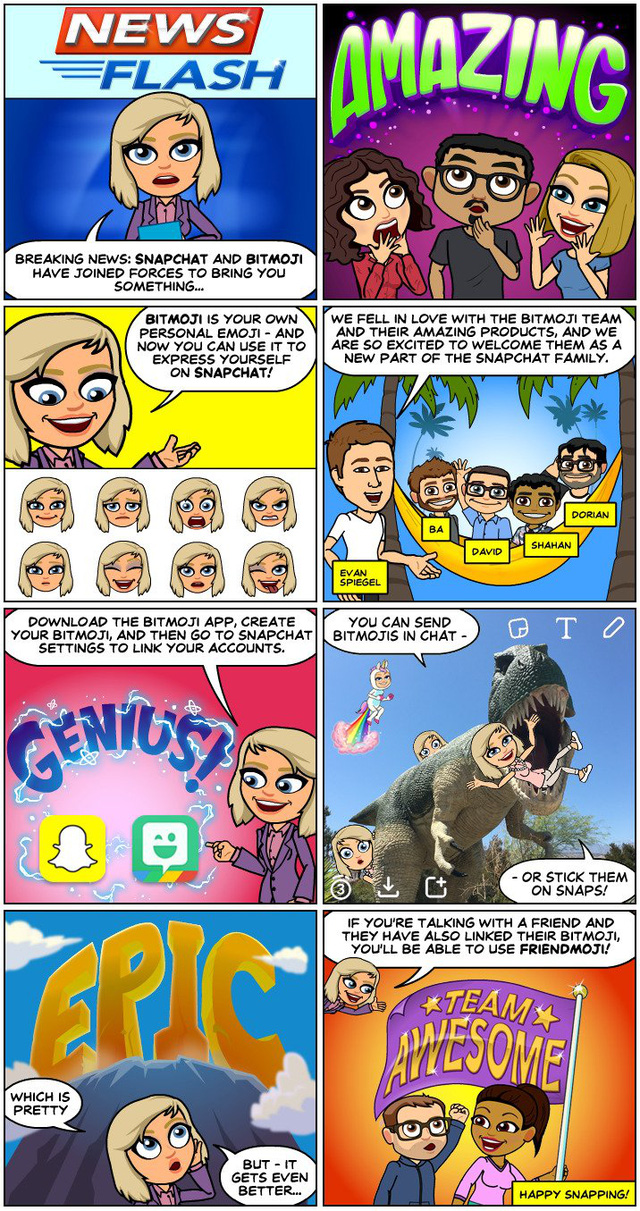 NEWS
FLASH
BREAKING NEWS: SNAPCHAT AND BITMOJI
HAVE JOINED FORCES TO BRING YOU
SOMETHING...
AMAZING
BITMOJI IS YOUR OWN
PERSONAL EMOJI - AND
NOW YOU CAN USE IT TO
EXPRESS YOURSELF
ON SNAPCHAT!
WE FELL IN LOVE WITH THE BITMOJI TEAM
AND THEIR AMAZING PRODUCTS, AND WE
ARE SO EXCITED TO WELCOME THEM AS A
NEW PART OF THE SNAPCHAT FAMILY.
EVAN
SPIEGEL
BA
DAVID
SHAHAN
DORIAN
DOWNLOAD THE BITMOJI APP, CREATE
YOUR BITMOJI, AND THEN GO TO SNAPCHAT
SETTINGS TO LINK YOUR ACCOUNTS.
GENIUS!
YOU CAN SEND
BITMOJIS IN CHAT -
T
3
- OR STICK THEM
ON SNAPS!
EPIC
WHICH IS
PRETTY
BUT - IT
GETS EVEN
BETTER...
IF YOU'RE TALKING WITH A FRIEND AND
THEY HAVE ALSO LINKED THEIR BITMOJI,
YOU'LL BE ABLE TO USE FRIENDMOJI!
TEAM
AWESOME
HAPPY SNAPPING!